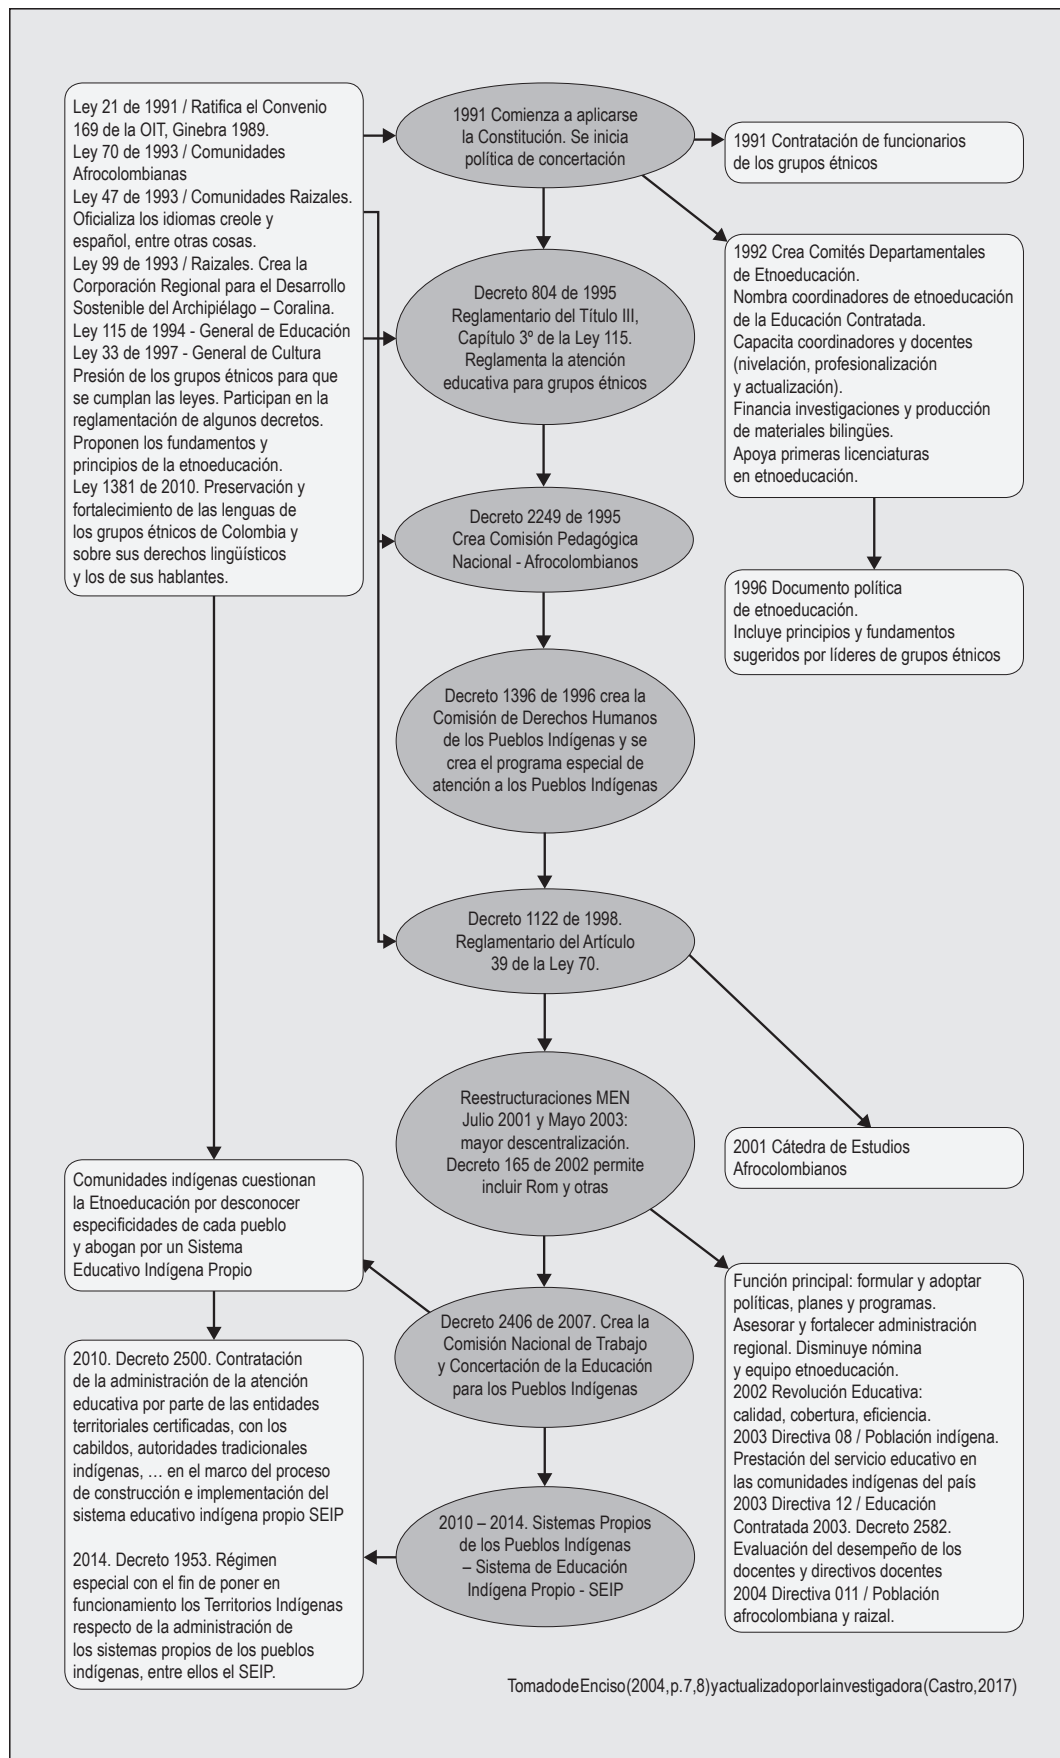 Ley 21 de 1991 / Ratifica el Convenio
169 de la OIT, Ginebra 1989.
Ley 70 de 1993 / Comunidades
Afrocolombianas
Ley 47 de 1993 / Comunidades Raizales.
Oficializa los idiomas creole y
español, entre otras cosas.
Ley 99 de 1993 / Raizales. Crea la
Corporación Regional para el Desarrollo
Sostenible del Archipiélago – Coralina.
Ley 115 de 1994 - General de Educación
Ley 33 de 1997 - General de Cultura
Presión de los grupos étnicos para que
se cumplan las leyes. Participan en la
reglamentación de algunos decretos.
Proponen los fundamentos y
principios de la etnoeducación.
Ley 1381 de 2010. Preservación y
fortalecimiento de las lenguas de
los grupos étnicos de Colombia y
sobre sus derechos lingüísticos
y los de sus hablantes.
1991 Comienza a aplicarse
la Constitución. Se inicia
política de concertación
1991 Contratación de funcionarios
de los grupos étnicos
1992 Crea Comités Departamentales
de Etnoeducación.
Nombra coordinadores de etnoeducación
de la Educación Contratada.
Capacita coordinadores y docentes
(nivelación, profesionalización
y actualización).
Financia investigaciones y producción
de materiales bilingües.
Apoya primeras licenciaturas
en etnoeducación.
Decreto 804 de 1995
Reglamentario del Título III,
Capítulo 3º de la Ley 115.
Reglamenta la atención
educativa para grupos étnicos
Decreto 2249 de 1995
Crea Comisión Pedagógica
Nacional - Afrocolombianos
1996 Documento política
de etnoeducación.
Incluye principios y fundamentos
sugeridos por líderes de grupos étnicos
Decreto 1396 de 1996 crea la
Comisión de Derechos Humanos
de los Pueblos Indígenas y se
crea el programa especial de
atención a los Pueblos Indígenas
Decreto 1122 de 1998.
Reglamentario del Artículo
39 de la Ley 70.
Reestructuraciones MEN
Julio 2001 y Mayo 2003:
mayor descentralización.
Decreto 165 de 2002 permite
incluir Rom y otras
2001 Cátedra de Estudios
Afrocolombianos
Comunidades indígenas cuestionan
la Etnoeducación por desconocer
especificidades de cada pueblo
y abogan por un Sistema
Educativo Indígena Propio
Decreto 2406 de 2007. Crea la
Comisión Nacional de Trabajo
y Concertación de la Educación
para los Pueblos Indígenas
Función principal: formular y adoptar
políticas, planes y programas.
Asesorar y fortalecer administración
regional. Disminuye nómina
y equipo etnoeducación.
2002 Revolución Educativa:
calidad, cobertura, eficiencia.
2003 Directiva 08 / Población indígena.
Prestación del servicio educativo en
las comunidades indígenas del país
2003 Directiva 12 / Educación
Contratada 2003. Decreto 2582.
Evaluación del desempeño de los
docentes y directivos docentes
2004 Directiva 011 / Población
afrocolombiana y raizal.
2010. Decreto 2500. Contratación
de la administración de la atención
educativa por parte de las entidades
territoriales certificadas, con los
cabildos, autoridades tradicionales
indígenas, … en el marco del proceso
de construcción e implementación del
sistema educativo indígena propio SEIP
2014. Decreto 1953. Régimen
especial con el fin de poner en
funcionamiento los Territorios Indígenas
respecto de la administración de
los sistemas propios de los pueblos
indígenas, entre ellos el SEIP.
2010 – 2014. Sistemas Propios
de los Pueblos Indígenas
– Sistema de Educación
Indígena Propio - SEIP
Tomado de Enciso (2004, p. 7, 8) y actualizado por la investigadora (Castro, 2017)